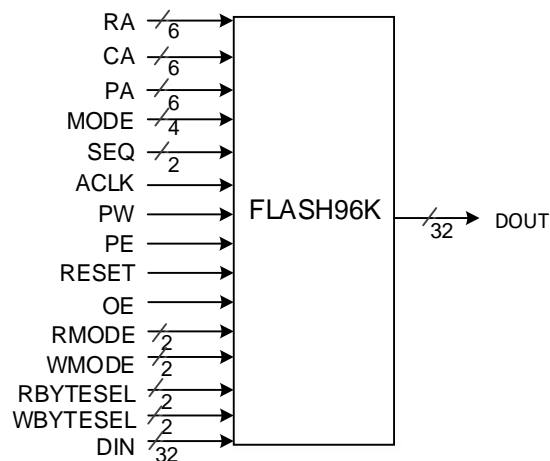 RA 6
CA 6
PA 6
MODE 4
SEQ 2
ACLK
PW
PE
RESET
OE
RMODE 2
WMODE 2
RBYTESEL 2
WBYTESEL 2
DIN 32
FLASH96K
32 DOUT